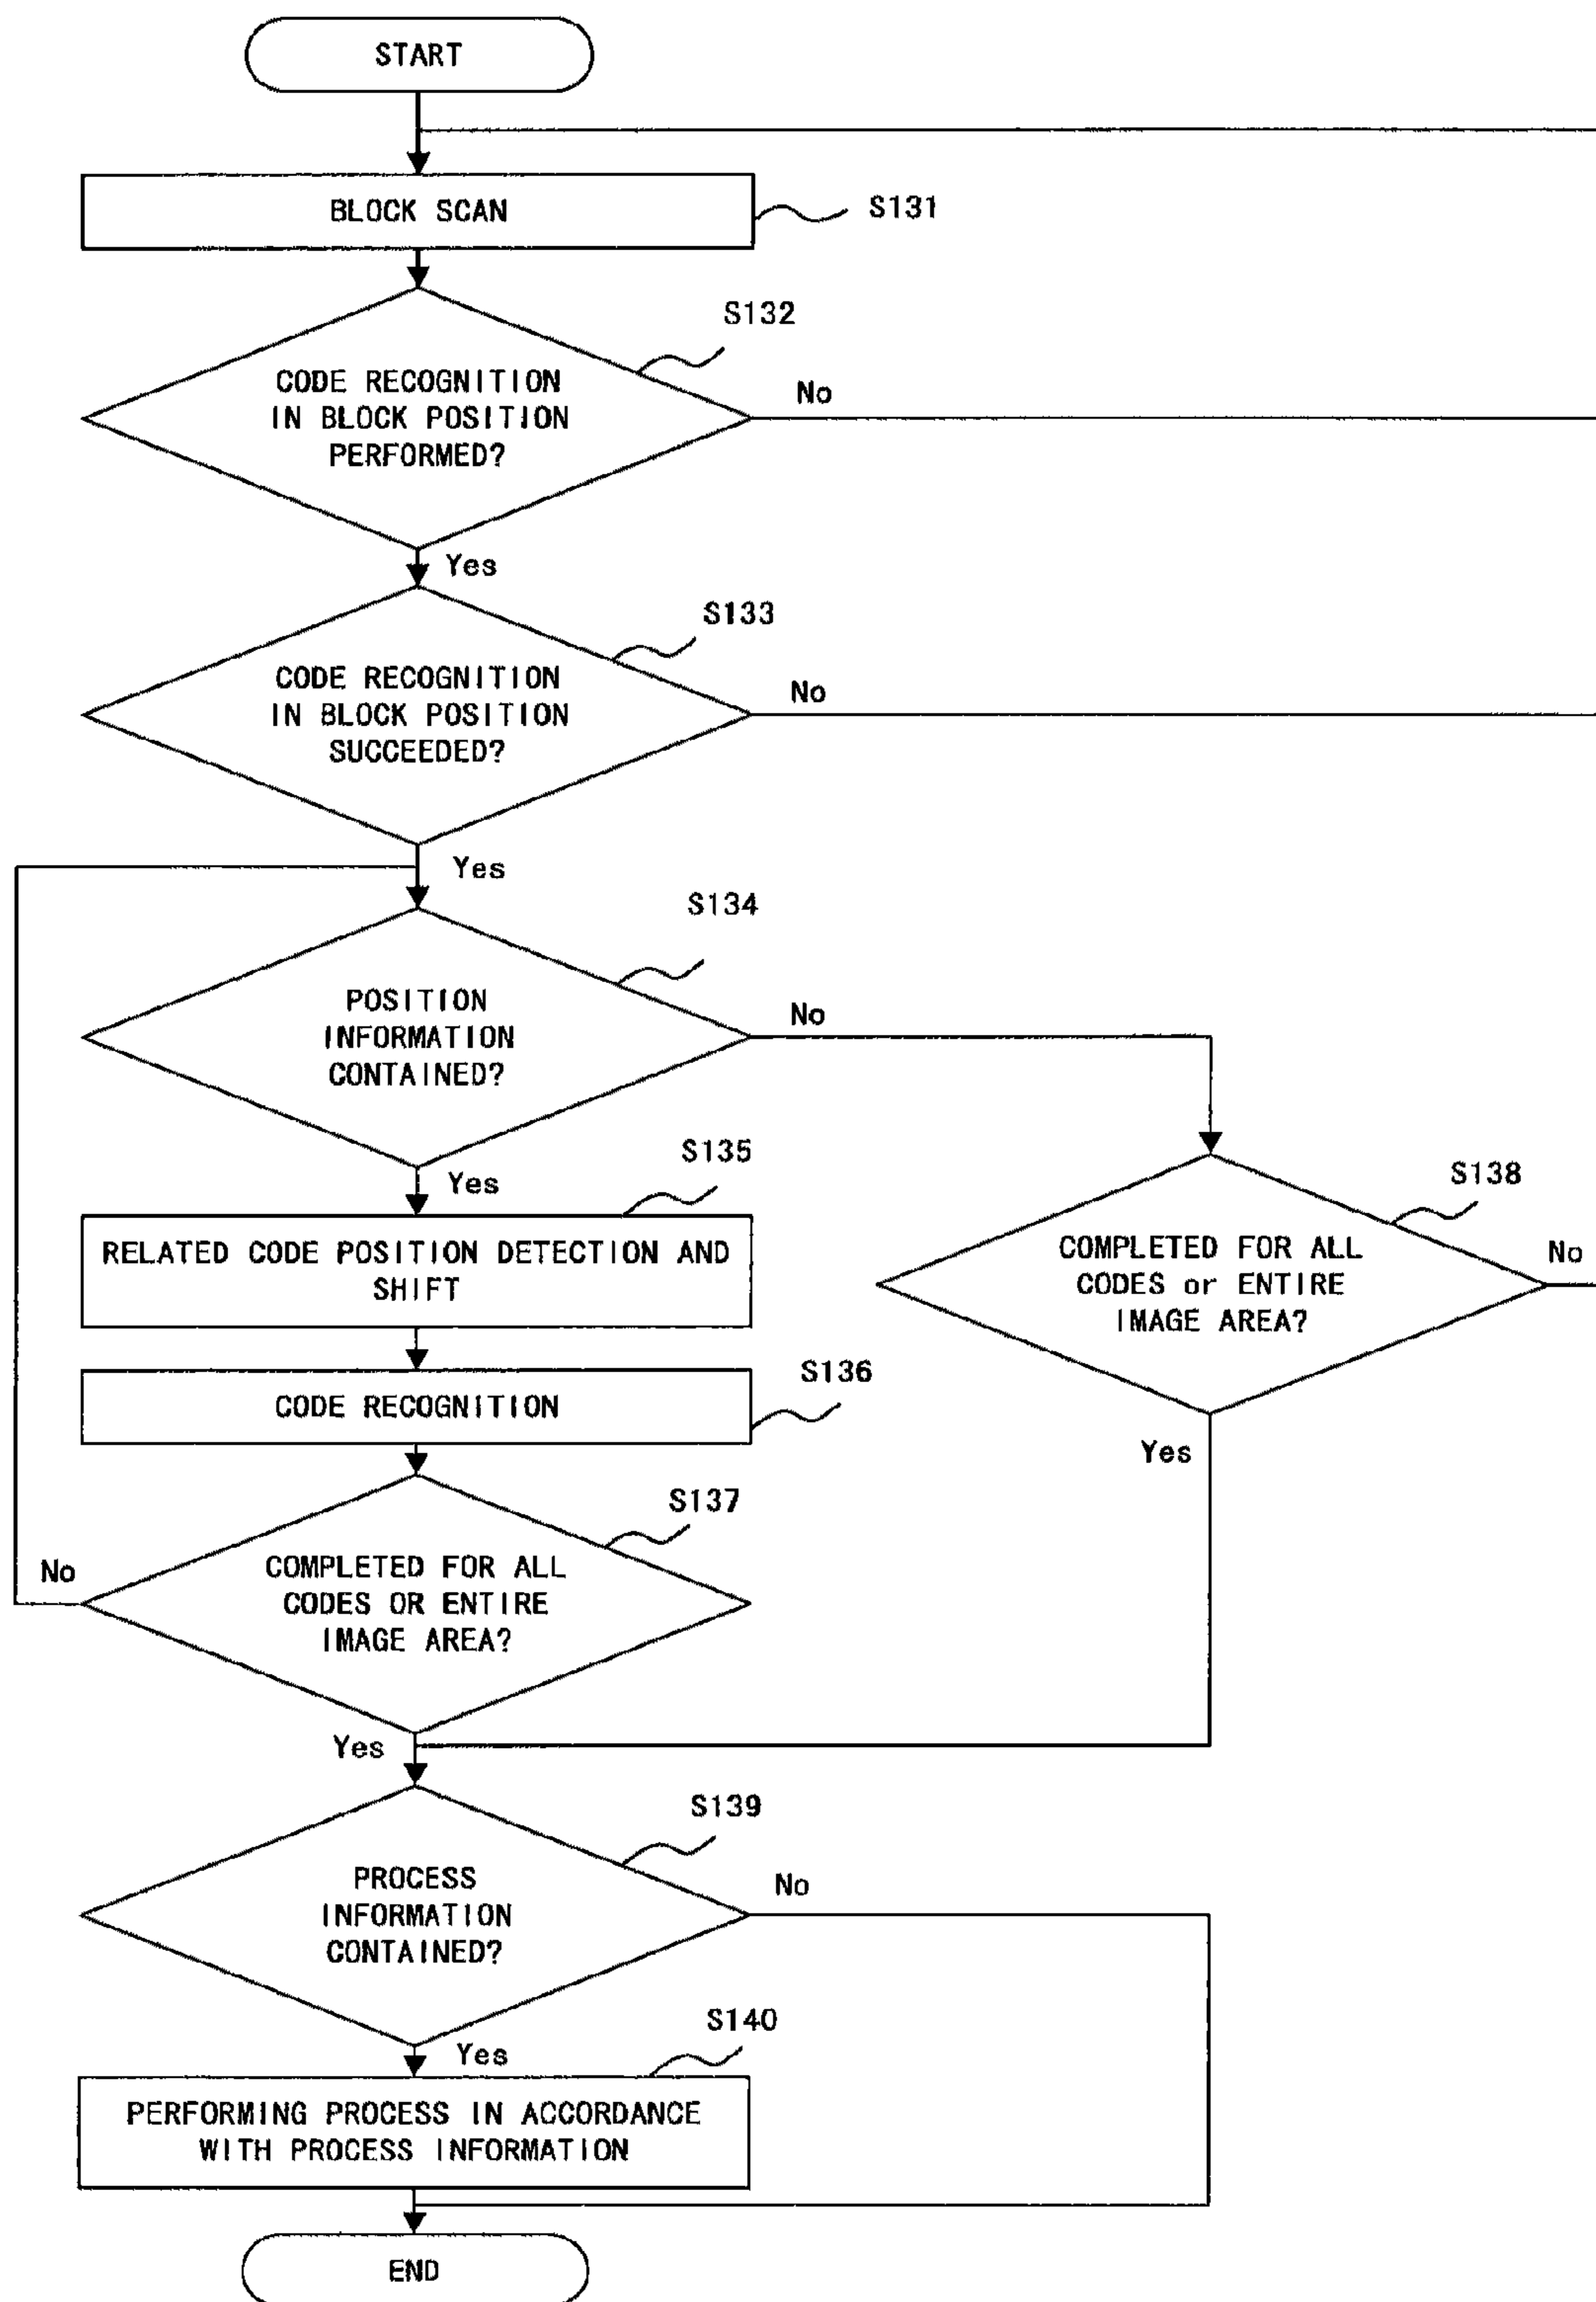 START
BLOCK SCAN
S131
S132
CODE RECOGNITION
IN BLOCK POSITION
PERFORMED?
No
Yes
S133
CODE RECOGNITION
IN BLOCK POSITION
SUCCEEDED?
No
Yes
S134
POSITION
INFORMATION
CONTAINED?
No
Yes
S135
RELATED CODE POSITION DETECTION AND
SHIFT
S138
COMPLETED FOR ALL
CODES or ENTIRE
IMAGE AREA?
No
Yes
S136
CODE RECOGNITION
S137
COMPLETED FOR ALL
CODES OR ENTIRE
IMAGE AREA?
No
Yes
S139
PROCESS
INFORMATION
CONTAINED?
No
Yes
S140
PERFORMING PROCESS IN ACCORDANCE
WITH PROCESS INFORMATION
END